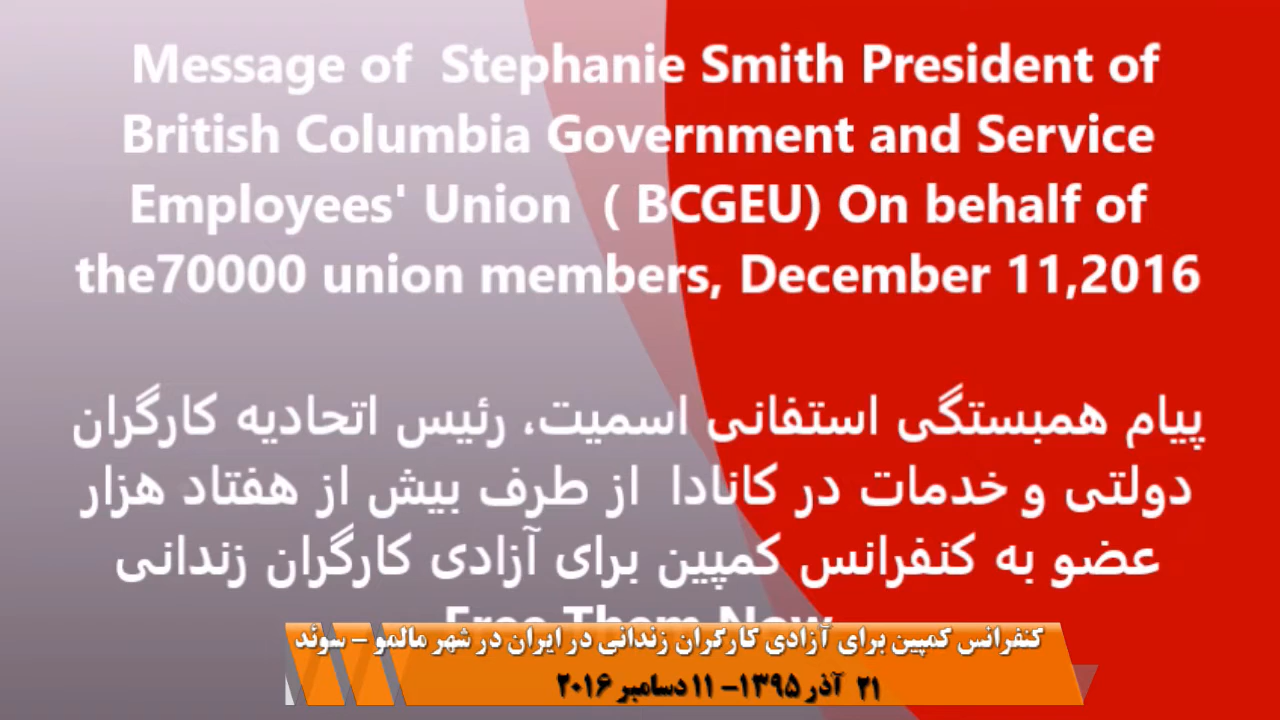 Message of  Stephanie Smith President of
British Columbia Government and Service
Employees' Union  ( BCGEU) On behalf of
the70000 union members, December 11,2016
پیام همبستگی استفانی اسمیت، رئیس اتحادیه کارگران
دولتی و خدمات در کانادا  از طرف بیش از هفتاد هزار
عضو به کنفرانس کمپین برای آزادی کارگران زندانی
Free Them Now
کنفرانس کمپین برای آزادی کارگران زندانی در ایران در شهر مالمو - سوئد
۲۱ آذر ۱۳۹۵- ۱۱ دسامبر ۲۰۱۶